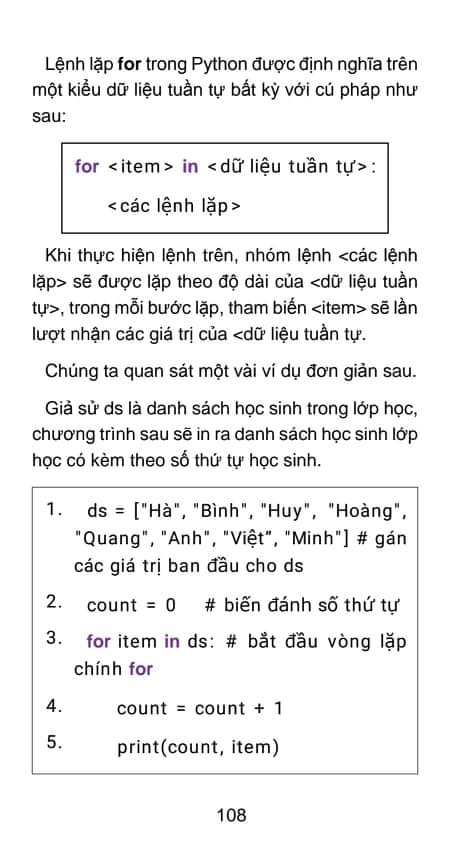 Lệnh lặp for trong Python được định nghĩa trên
một kiểu dữ liệu tuần tự bất kỳ với cú pháp như
sau:
for <item> in <dữ liệu tuần tự>:
<các lệnh lặp>
Khi thực hiện lệnh trên, nhóm lệnh <các lệnh
lặp> sẽ được lặp theo độ dài của <dữ liệu tuần
tự>, trong mỗi bước lặp, tham biến <item> sẽ lần
lượt nhận các giá trị của <dữ liệu tuần tự.
Chúng ta quan sát một vài ví dụ đơn giản sau.
Giả sử ds là danh sách học sinh trong lớp học,
chương trình sau sẽ in ra danh sách học sinh lớp
học có kèm theo số thứ tự học sinh.
1. ds = ["Hà", "Bình", "Huy", "Hoàng",
"Quang", "Anh", "Việt”, "Minh"] # gán
các giá trị ban đầu cho ds
2. count = 0 # biến đánh số thứ tự
3. for item in ds: # bắt đầu vòng lặp
chính for
4. count = count + 1
5. print(count, item)
108